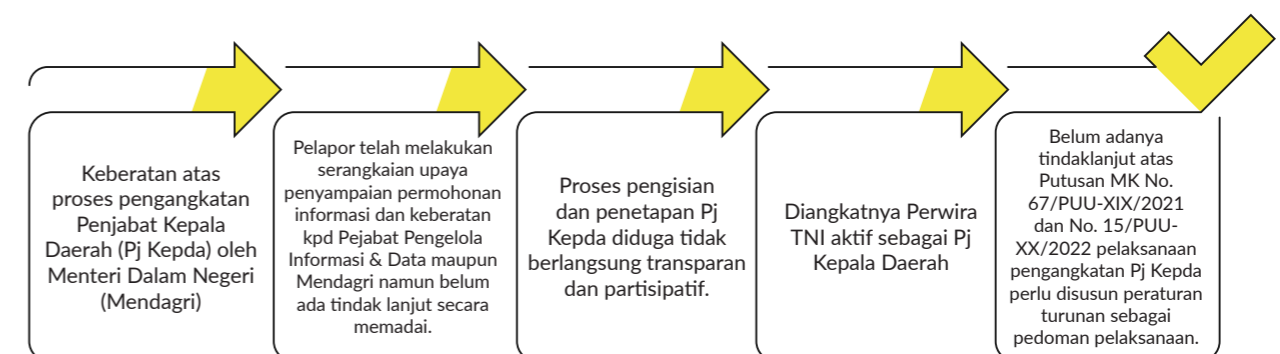 Keberatan atas
proses pengangkatan
Penjabat Kepala
Daerah (Pj Kepda) oleh
Menteri Dalam Negeri
(Mendagri)
Pelapor telah melakukan
serangkaian upaya
penyampaian permohonan
informasi dan keberatan
kpd Pejabat Pengelola
Informasi & Data maupun
Mendagri namun belum
ada tindak lanjut secara
memadai.
Proses pengisian
dan penetapan Pj
Kepda diduga tidak
berlangsung transparan
dan partisipatif.
Diangkatnya Perwira
TNI aktif sebagai Pj
Kepala Daerah
Belum adanya
tindaklanjut atas
Putusan MK No.
67/PUU-XIX/2021
dan No. 15/PUU-
XX/2022 pelaksanaan
pengangkatan Pj Kepda
perlu disusun peraturan
turunan sebagai
pedoman pelaksanaan.